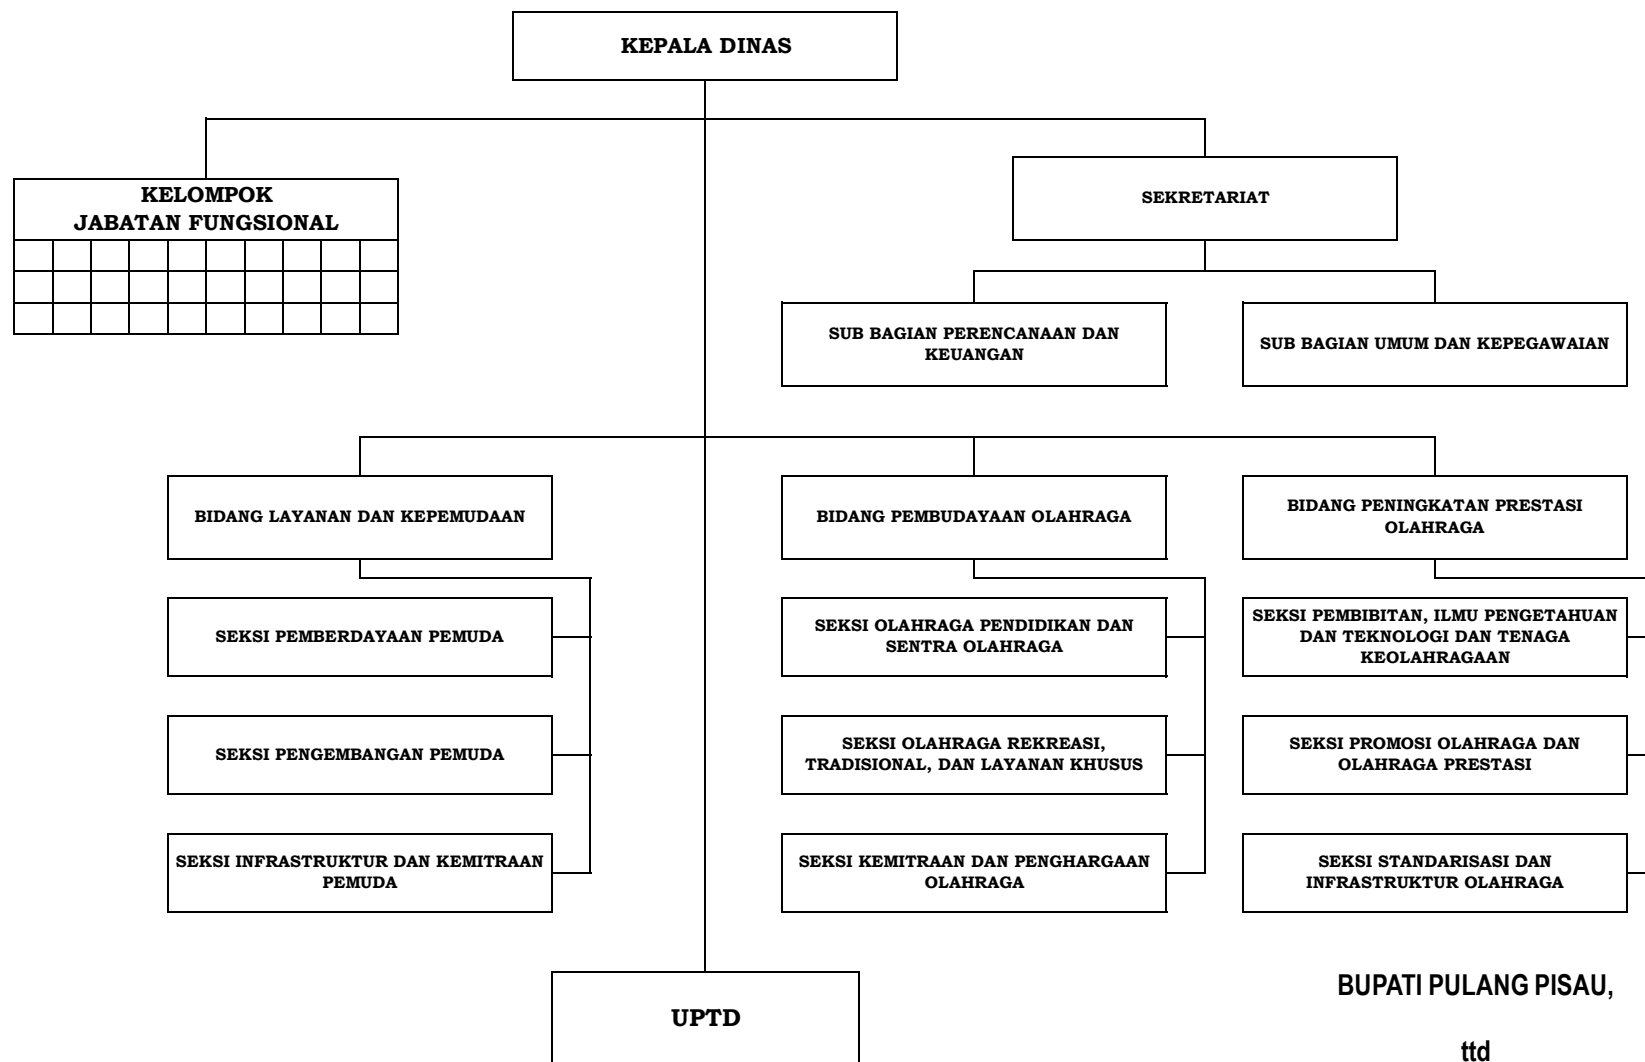 KEPALA DINAS
KELOMPOK
JABATAN FUNGSIONAL
SEKRETARIAT
SUB BAGIAN PERENCANAAN DAN
KEUANGAN
SUB BAGIAN UMUM DAN KEPEGAWAIAN
BIDANG LAYANAN DAN KEPEMUDAAN
BIDANG PEMBUDAYAAN OLAHRAGA
BIDANG PENINGKATAN PRESTASI
OLAHRAGA
SEKSI PEMBERDAYAAN PEMUDA
SEKSI OLAHRAGA PENDIDIKAN DAN
SENTRA OLAHRAGA
SEKSI PEMBIBITAN, ILMU PENGETAHUAN
DAN TEKNOLOGI DAN TENAGA
KEOLAHRAGAAN
SEKSI PENGEMBANGAN PEMUDA
SEKSI OLAHRAGA REKREASI,
TRADISIONAL, DAN LAYANAN KHUSUS
SEKSI PROMOSI OLAHRAGA DAN
OLAHRAGA PRESTASI
SEKSI INFRASTRUKTUR DAN KEMITRAAN
PEMUDA
SEKSI KEMITRAAN DAN PENGHARGAAN
OLAHRAGA
SEKSI STANDARISASI DAN
INFRASTRUKTUR OLAHRAGA
UPTD
BUPATI PULANG PISAU,
ttd